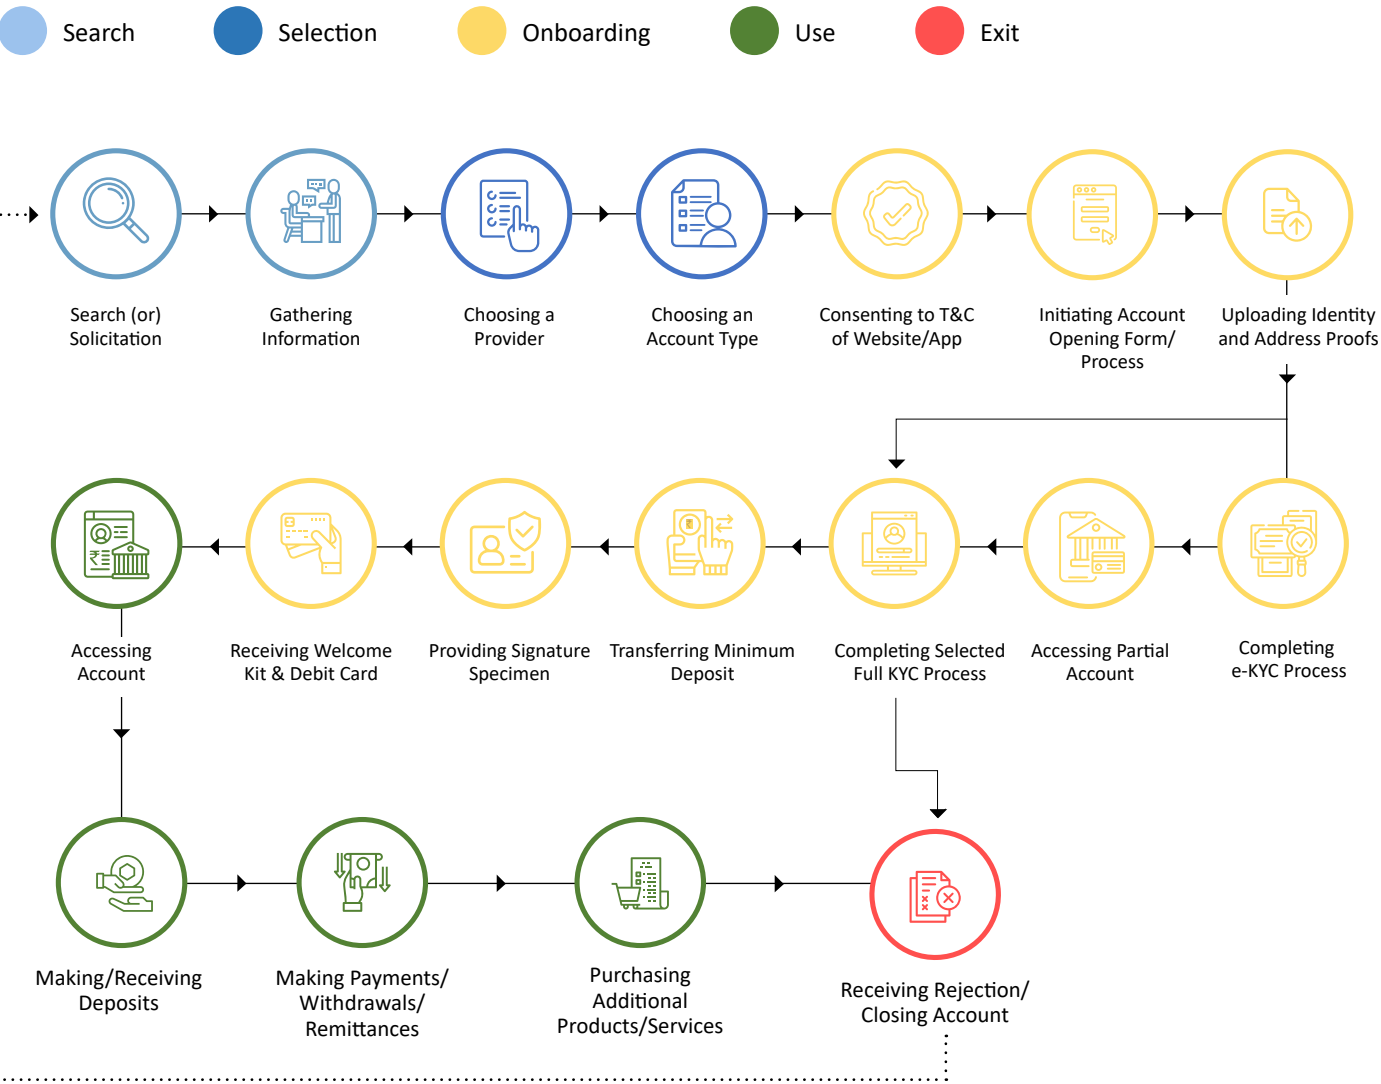 Search
Selection
Onboarding
Use
Exit
Search (or)
Solicitation
Gathering
Information
Choosing a
Provider
Choosing an
Account Type
Consenting to T&C
of Website/App
Initiating Account
Opening Form/
Process
Uploading Identity
and Address Proofs
Accessing
Account
Receiving Welcome
Kit & Debit Card
Providing Signature
Specimen
Transferring Minimum
Deposit
Completing Selected
Full KYC Process
Accessing Partial
Account
Completing
e-KYC Process
Making/Receiving
Deposits
Making Payments/
Withdrawals/
Remittances
Purchasing
Additional
Products/Services
Receiving Rejection/
Closing Account